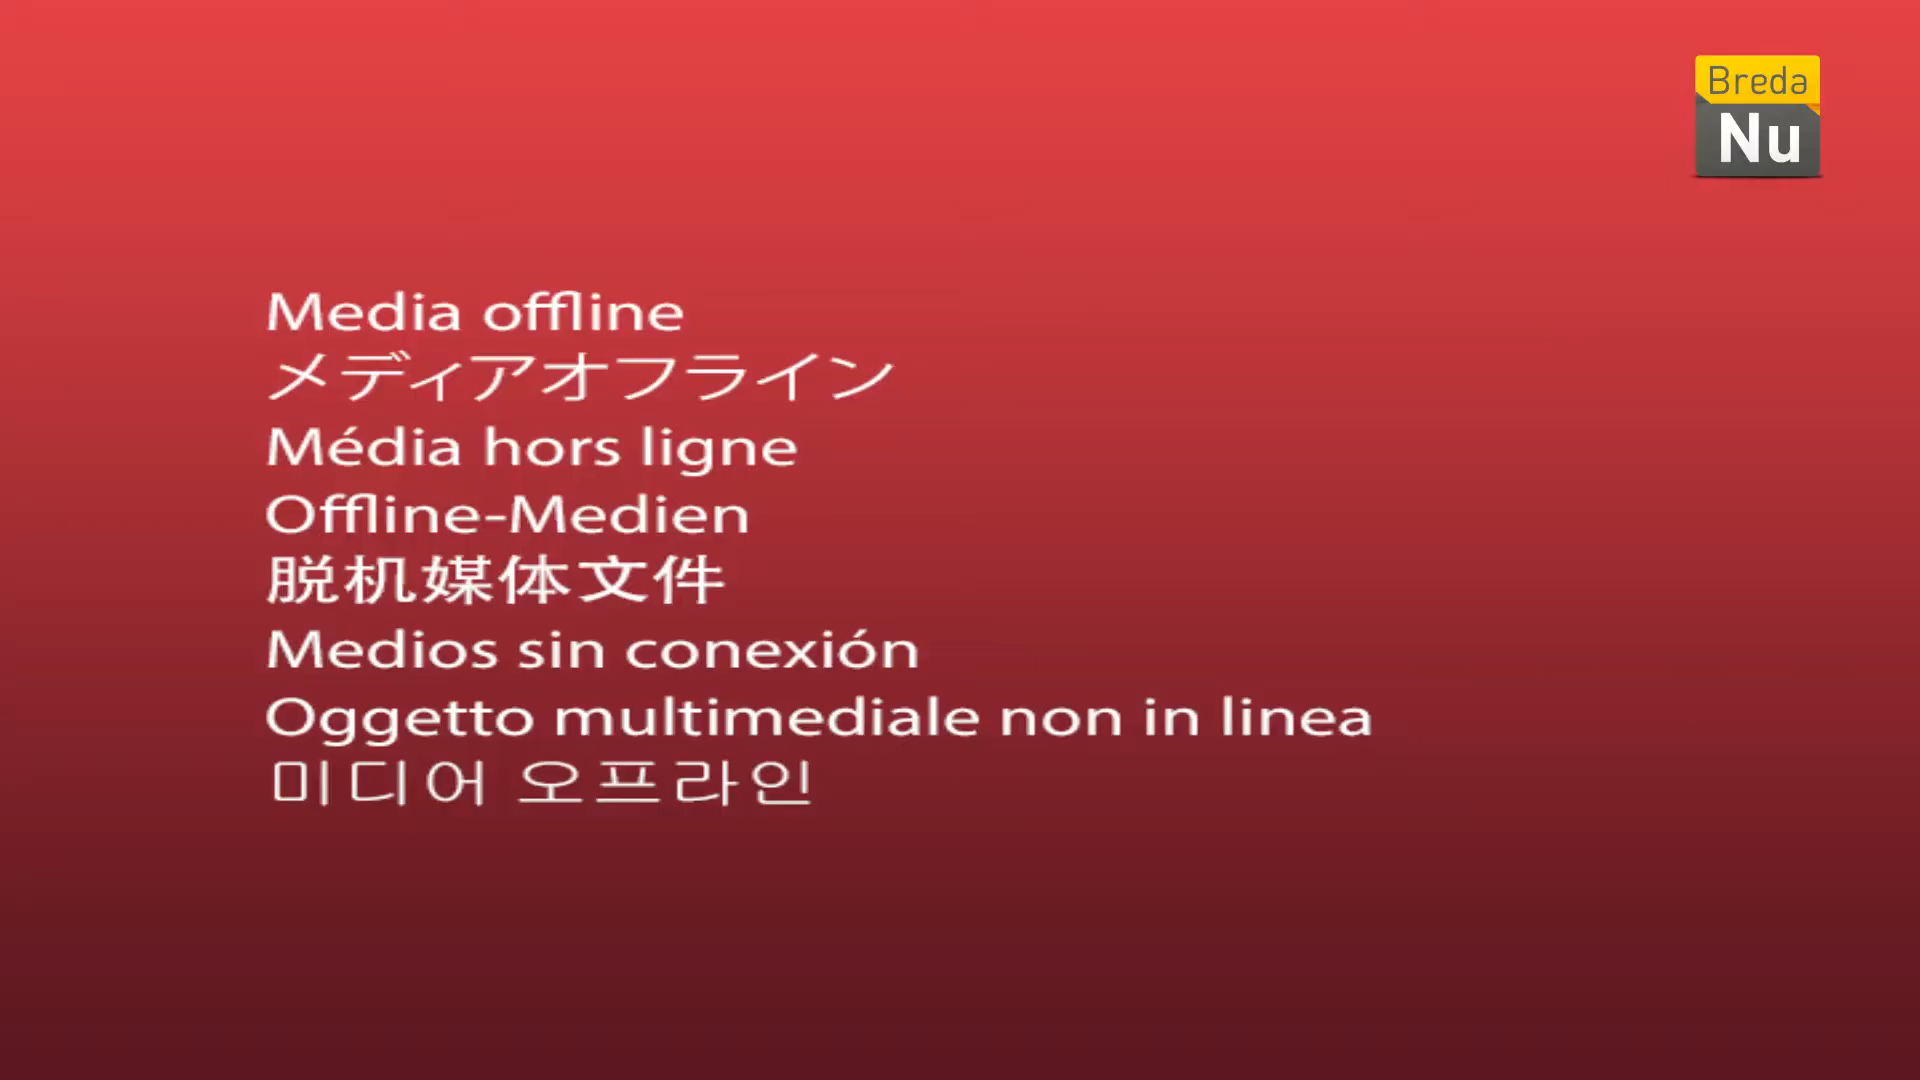 Breda
Nu
Media offline
メディアオフライン
Média hors ligne
Offline-Medien
脱机媒体文件
Medios sin conexión
Oggetto multimediale non in linea
미디어 오프라인